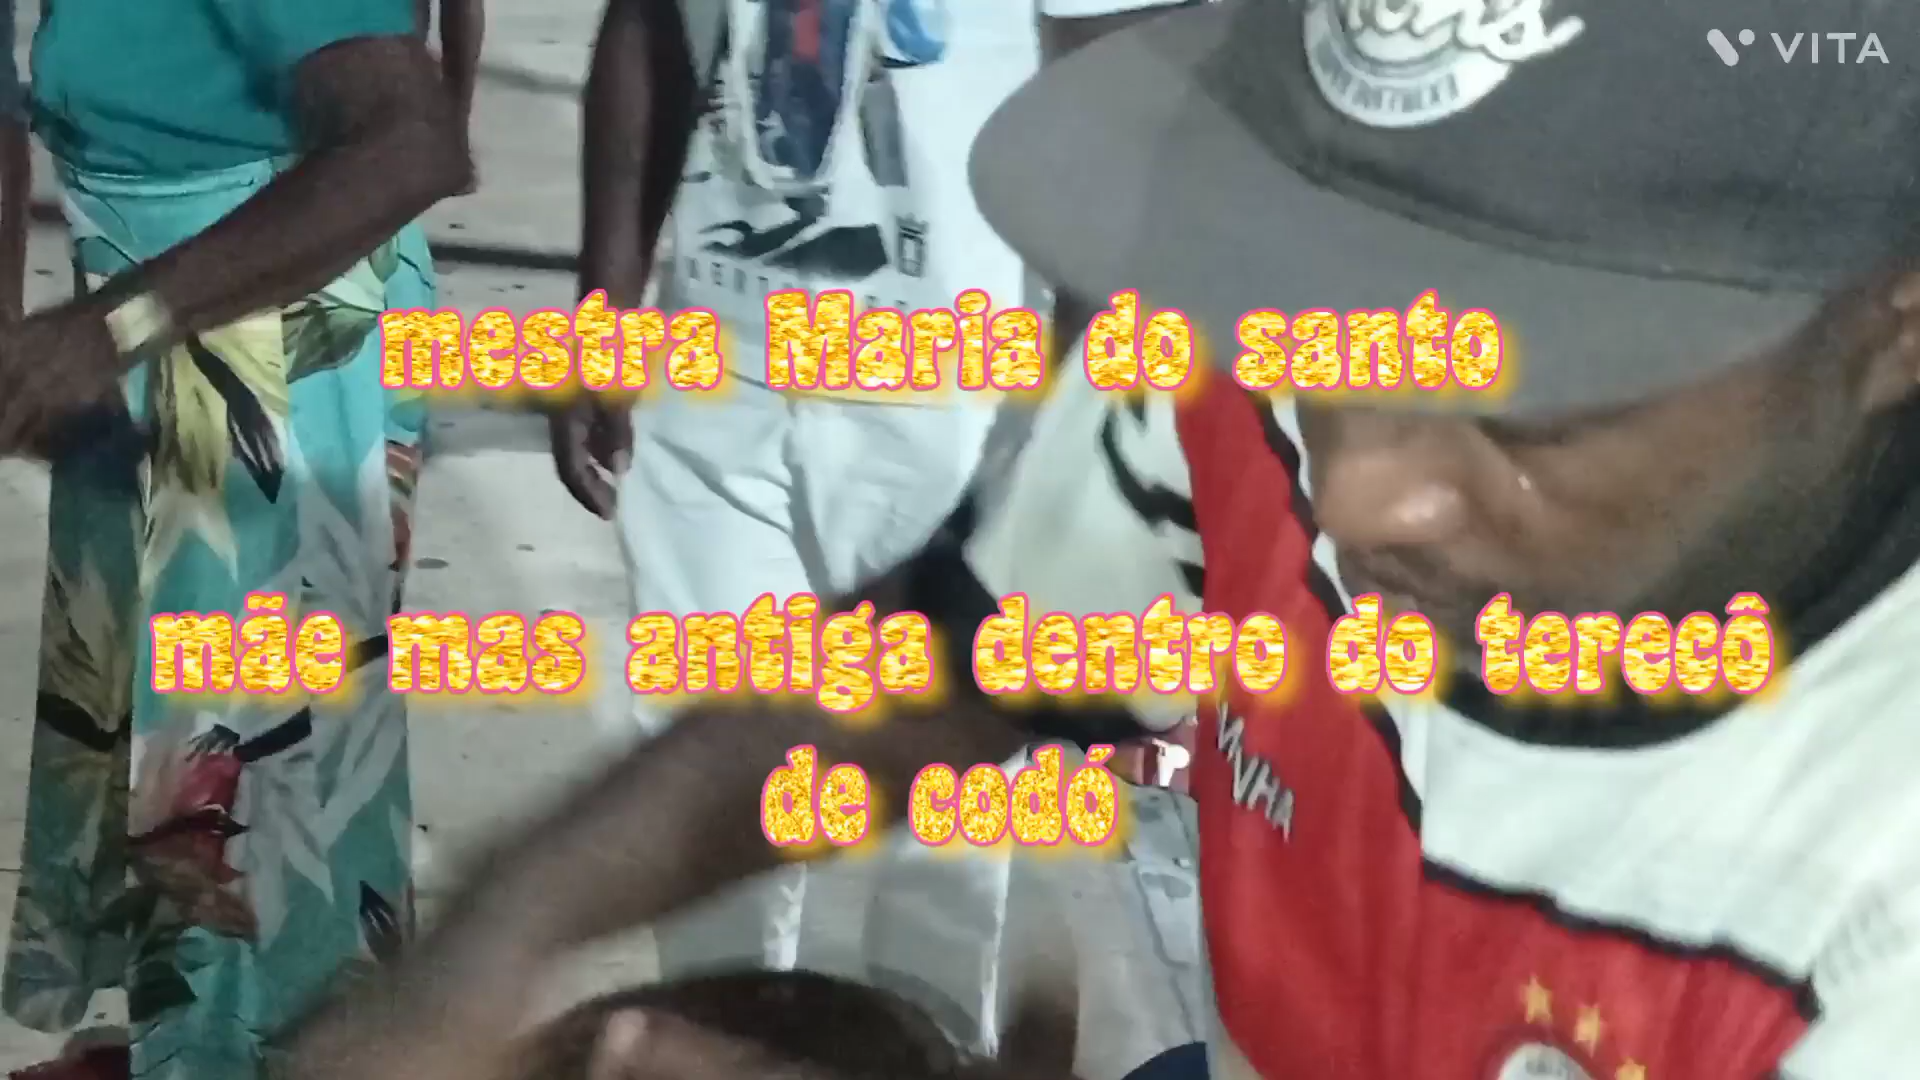 VITA
mestra Maria do santo
mãe mas antiga dentro do terecô
de codó